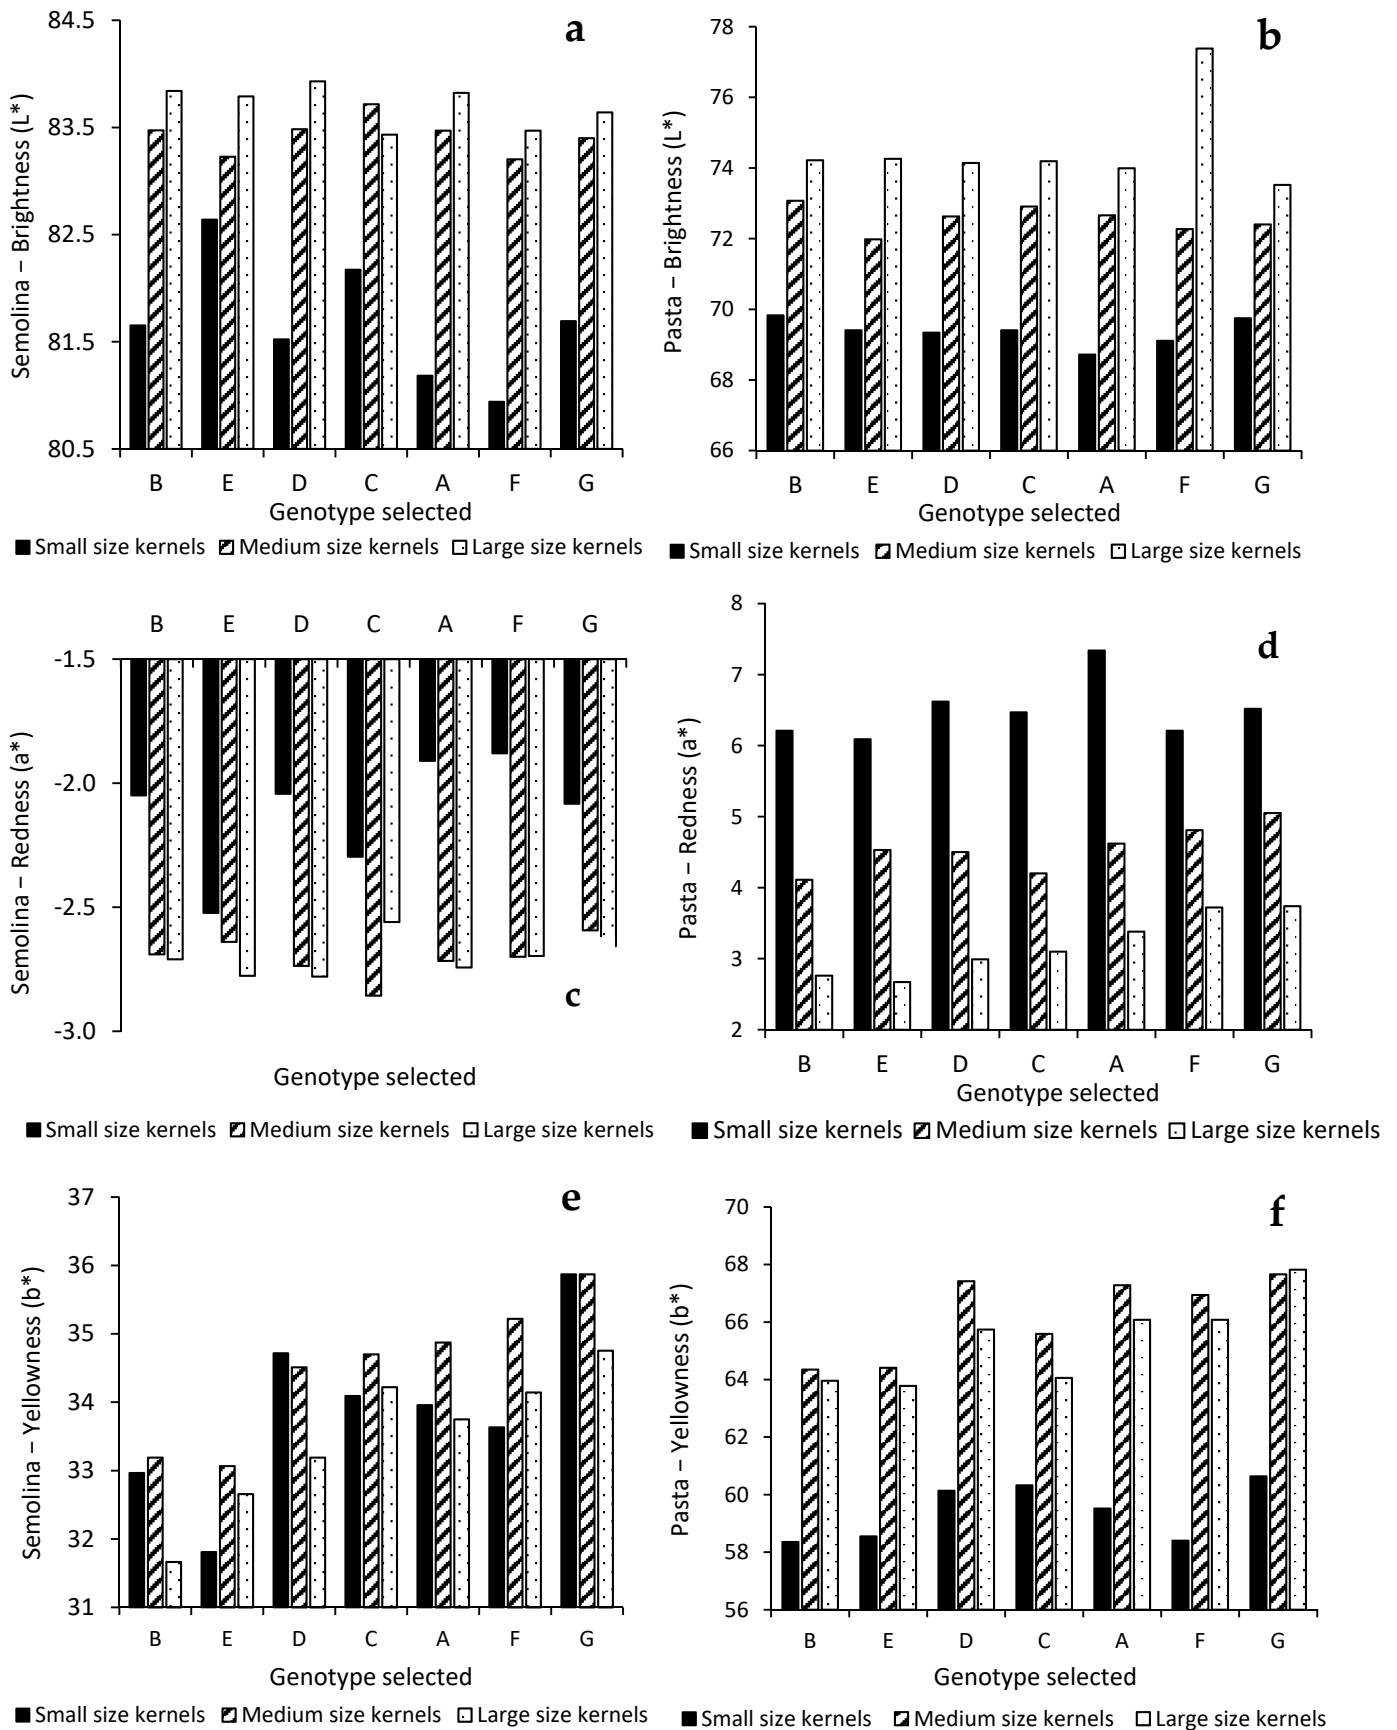 a
Semolina – Brightness (L*)
84.5
83.5
82.5
81.5
80.5
B E D C A F G
Genotype selected
Small size kernels Medium size kernels Large size kernels
b
Pasta – Brightness (L*)
78
76
74
72
70
68
66
B E D C A F G
Genotype selected
Small size kernels Medium size kernels Large size kernels
B E D C A F G
Semolina – Redness (a*)
-1.5
-2.0
-2.5
-3.0
c
Genotype selected
Small size kernels Medium size kernels Large size kernels
d
Pasta – Redness (a*)
8
7
6
5
4
3
2
B E D C A F G
Genotype selected
Small size kernels Medium size kernels Large size kernels
e
Semolina – Yellowness (b*)
37
36
35
34
33
32
31
B E D C A F G
Genotype selected
Small size kernels Medium size kernels Large size kernels
f
Pasta – Yellowness (b*)
70
68
66
64
62
60
58
56
B E D C A F G
Genotype selected
Small size kernels Medium size kernels Large size kernels